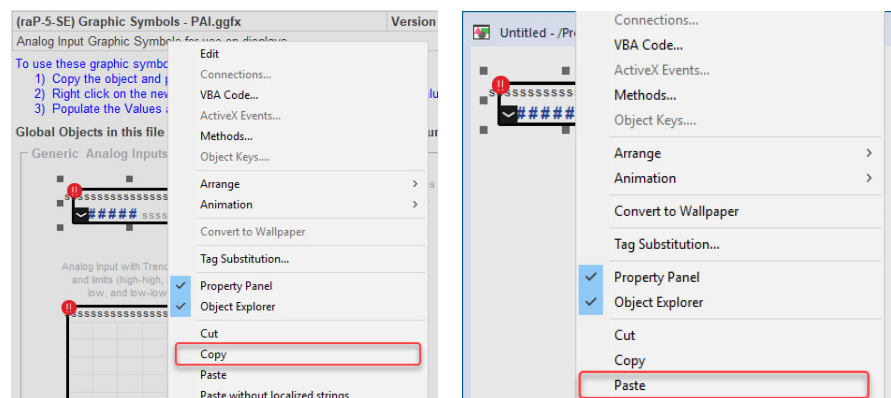 (raP-5-SE) Graphic Symbols - PAI.ggfx
Version
Analog Input Graphic Symbols for use on displays
To use these graphic
1) Copy the object and
2) Right click on the new
3) Populate the Values
Global Objects in this file
Generic Analog Inputs
!!
ssssssssssssss
##### ssss
Analog Input with Trend
and limits (high-high,
low, and low-low
!!
sssssssssssss
Edit
Connections...
VBA Code...
ActiveX Events...
Methods...
Object Keys....
Arrange
Animation
Convert to Wallpaper
Tag Substitution...
Property Panel
Object Explorer
Cut
Copy
Paste
Paste without localized strings
Untitled -
!!
ssssssssss
#####
Connections...
VBA Code...
ActiveX Events...
Methods...
Object Keys....
Arrange
Animation
Convert to Wallpaper
Tag Substitution...
Property Panel
Object Explorer
Cut
Copy
Paste